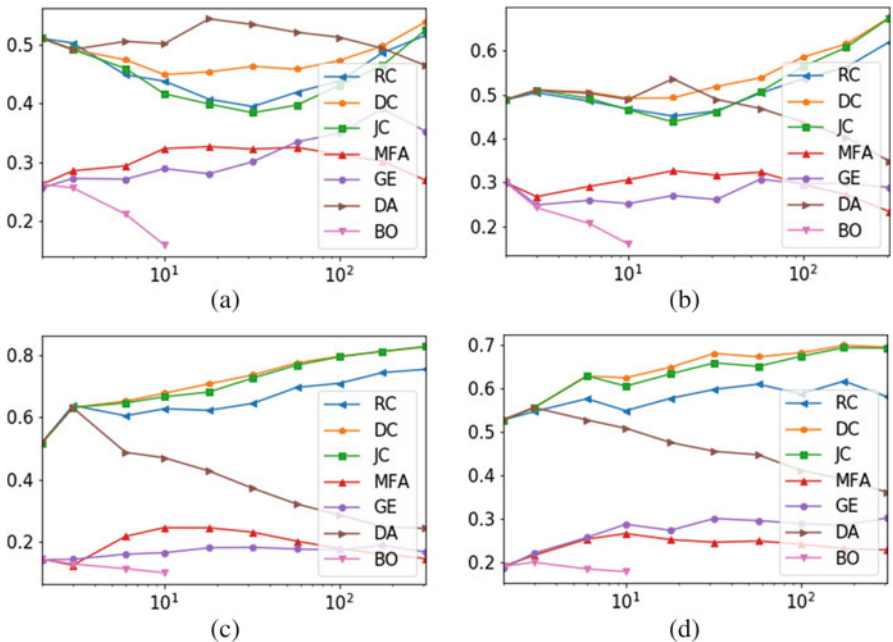 0.5
0.4
0.3
0.2
RC
DC
JC
MFA
GE
DA
BO
10¹
10²
(a)
0.6
0.5
0.4
0.3
0.2
RC
DC
JC
MFA
GE
DA
BO
10¹
10²
(b)
0.8
0.6
0.4
0.2
RC
DC
JC
MFA
GE
DA
BO
10¹
10²
(c)
0.7
0.6
0.5
0.4
0.3
0.2
RC
DC
JC
MFA
GE
DA
BO
10¹
10²
(d)